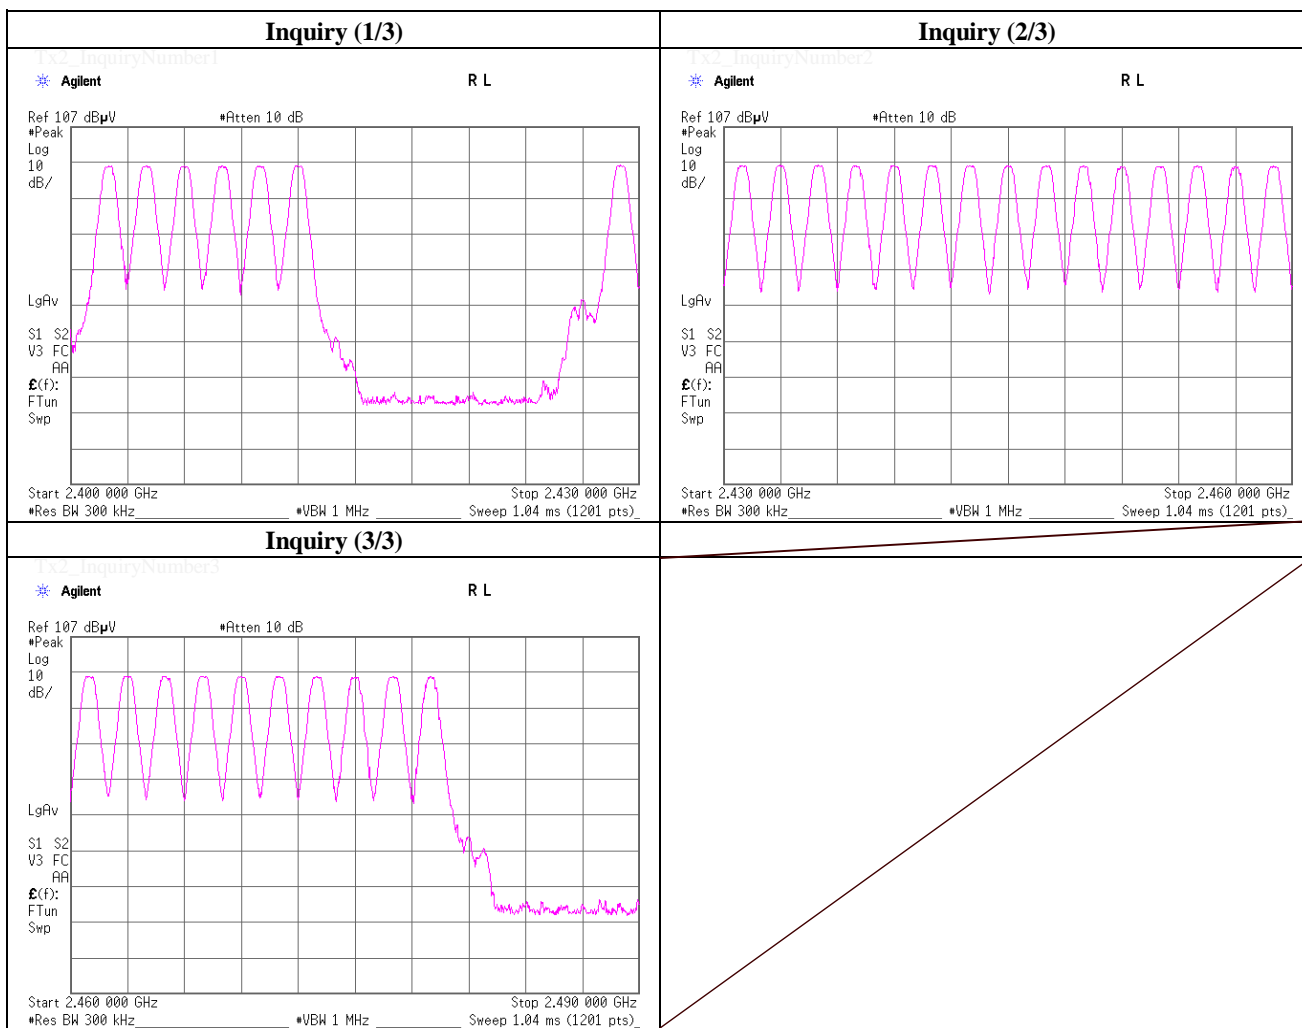 Inquiry (1/3)
Tx2_InquiryNumber1
Agilent
R L
Ref 107 dBµV
#Atten 10 dB
#Peak
Log
10
dB/
LgAv
S1 S2
V3 FC
AA
£(f):
FTun
Swp
Start 2.400 000 GHz
Stop 2.430 000 GHz
#Res BW 300 kHz
#VBW 1 MHz
Sweep 1.04 ms (1201 pts)
Inquiry (2/3)
Tx2_InquiryNumber2
Agilent
R L
Ref 107 dBµV
#Atten 10 dB
#Peak
Log
10
dB/
LgAv
S1 S2
V3 FC
AA
£(f):
FTun
Swp
Start 2.430 000 GHz
Stop 2.460 000 GHz
#Res BW 300 kHz
#VBW 1 MHz
Sweep 1.04 ms (1201 pts)
Inquiry (3/3)
Tx2_InquiryNumber3
Agilent
R L
Ref 107 dBµV
#Atten 10 dB
#Peak
Log
10
dB/
LgAv
S1 S2
V3 FC
AA
£(f):
FTun
Swp
Start 2.460 000 GHz
Stop 2.490 000 GHz
#Res BW 300 kHz
#VBW 1 MHz
Sweep 1.04 ms (1201 pts)